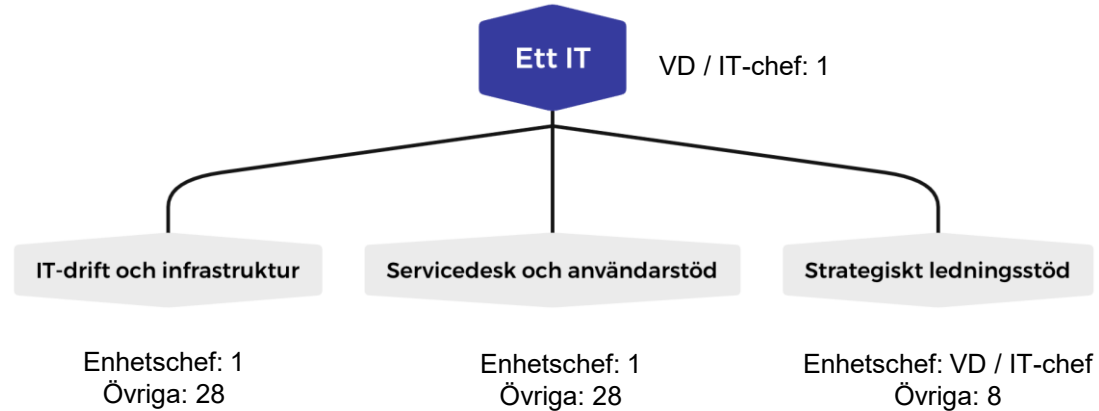 Ett IT
VD / IT-chef: 1
IT-drift och infrastruktur
Servicedesk och användarstöd
Strategiskt ledningsstöd
Enhetschef: 1
Övriga: 28
Enhetschef: 1
Övriga: 28
Enhetschef: VD / IT-chef
Övriga: 8